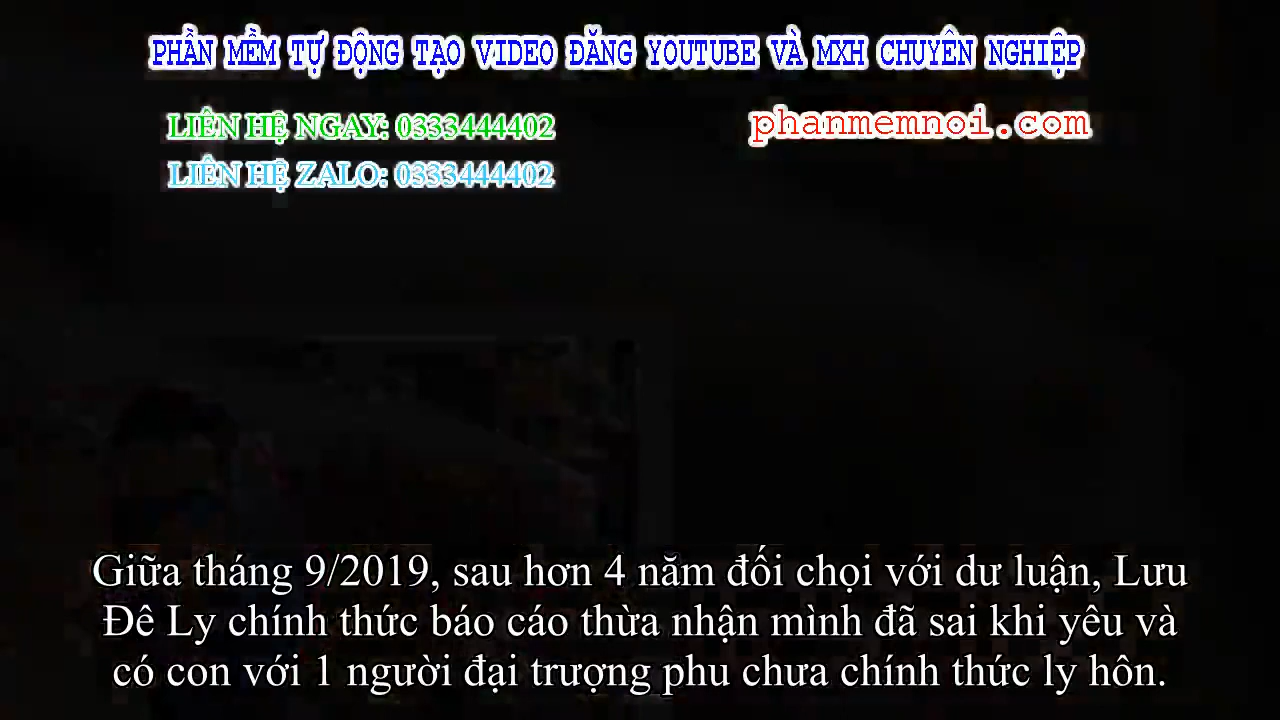 PHẦN MỀM TỰ ĐỘNG TẠO VIDEO ĐĂNG YOUTUBE VÀ MXH CHUYÊN NGHIỆP
LIÊN HỆ NGAY: 0333444402
phanmemnoi.com
LIÊN HỆ ZALO: 0333444402
Giữa tháng 9/2019, sau hơn 4 năm đối chọi với dư luận, Lưu
Đê Ly chính thức báo cáo thừa nhận mình đã sai khi yêu và
có con với 1 người đại trượng phu chưa chính thức ly hôn.